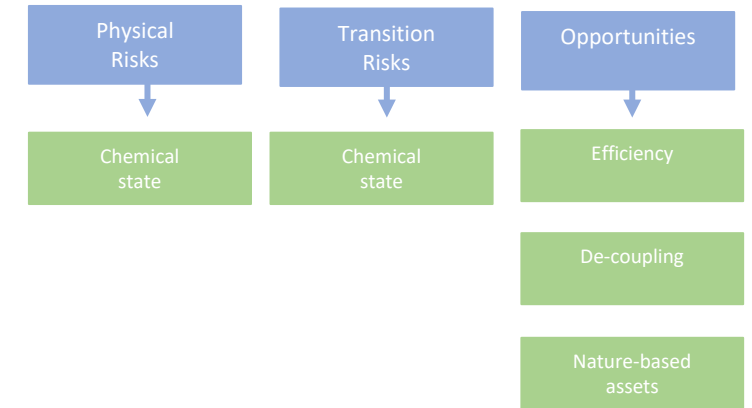 Physical
Risks
Transition
Risks
Opportunities
Chemical
state
Chemical
state
Efficiency
De-coupling
Nature-based
assets